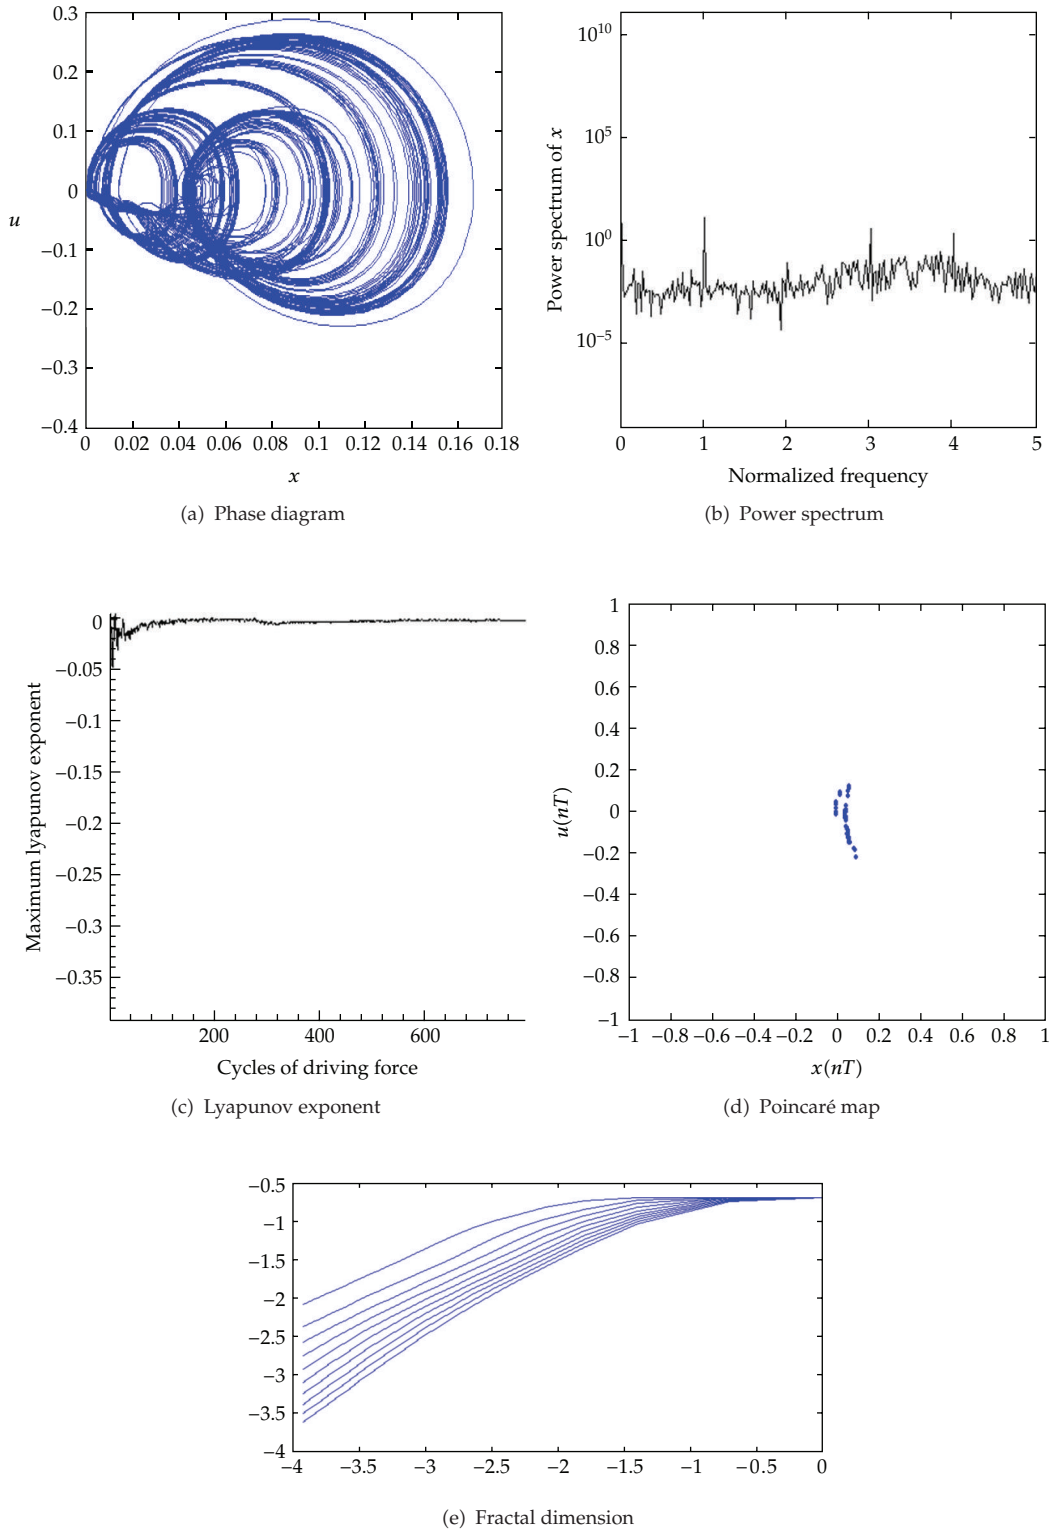 0.3
0.2
0.1
0
−0.1
−0.2
−0.3
−0.4
u
0 0.02 0.04 0.06 0.08 0.1 0.12 0.14 0.16 0.18
x
(a) Phase diagram
10^10
10^5
10^0
10^−5
Power spectrum of x
0 1 2 3 4 5
Normalized frequency
(b) Power spectrum
0
−0.05
−0.1
−0.15
−0.2
−0.25
−0.3
−0.35
Maximum lyapunov exponent
200 400 600
Cycles of driving force
(c) Lyapunov exponent
1
0.8
0.6
0.4
0.2
0
−0.2
−0.4
−0.6
−0.8
−1
u(nT)
−1 −0.8 −0.6 −0.4 −0.2 0 0.2 0.4 0.6 0.8 1
x(nT)
(d) Poincaré map
−0.5
−1
−1.5
−2
−2.5
−3
−3.5
−4
−4 −3.5 −3 −2.5 −2 −1.5 −1 −0.5 0
(e) Fractal dimension